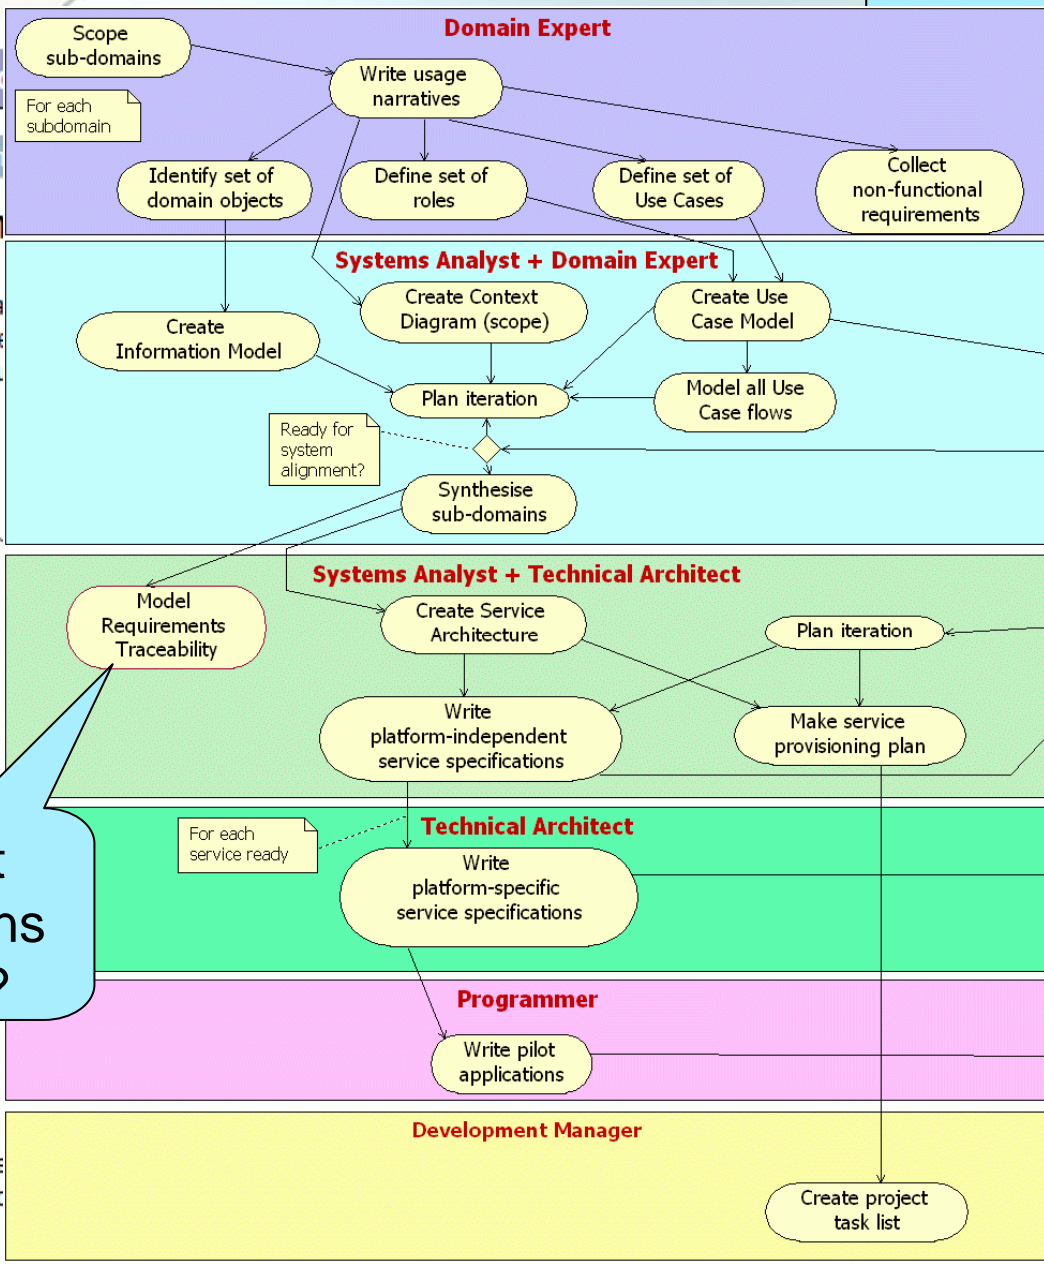 Domain Expert
Scope
sub-domains
Write usage
narratives
For each
subdomain
Identify set of
domain objects
Define set of
roles
Define set of
Use Cases
Collect
non-functional
requirements
Systems Analyst + Domain Expert
Create Context
Diagram (scope)
Create Use
Case Model
Create
Information Model
Plan iteration
Model all Use
Case flows
Ready for
system
alignment?
Synthesise
sub-domains
Systems Analyst + Technical Architect
Model
Requirements
Traceability
Create Service
Architecture
Plan iteration
Write
platform-independent
service specifications
Make service
provisioning plan
Technical Architect
For each
service ready
Write
platform-specific
service specifications
?
Programmer
Write pilot
applications
Development Manager
Create project
task list